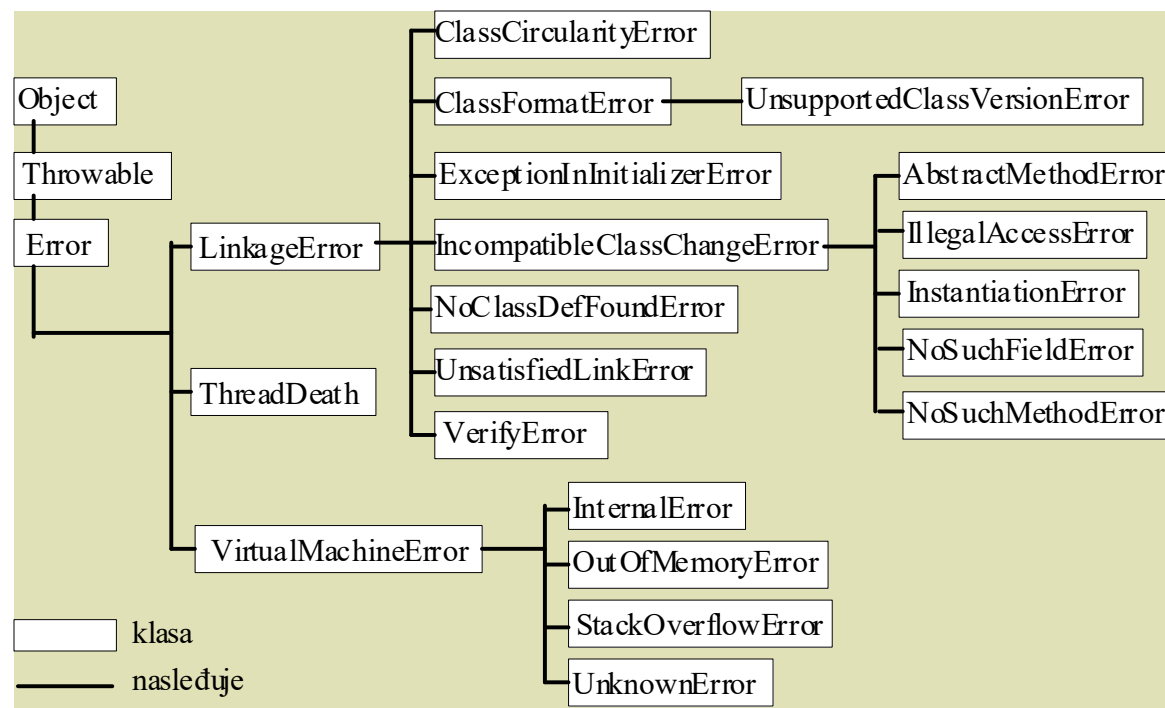 Object
Throwable
Error
LinkageError
ThreadDeath
VirtualMachineError
ClassCircularityError
ClassFormatError
UnsupportedClassVersionError
ExceptionInInitializerError
IncompatibleClassChangeError
NoClassDefFoundError
UnsatisfiedLinkError
VerifyError
AbstractMethodError
IllegalAccessError
InstantiationError
NoSuchFieldError
NoSuchMethodError
InternalError
OutOfMemoryError
StackOverflowError
UnknownError
klasa
nasleđuje